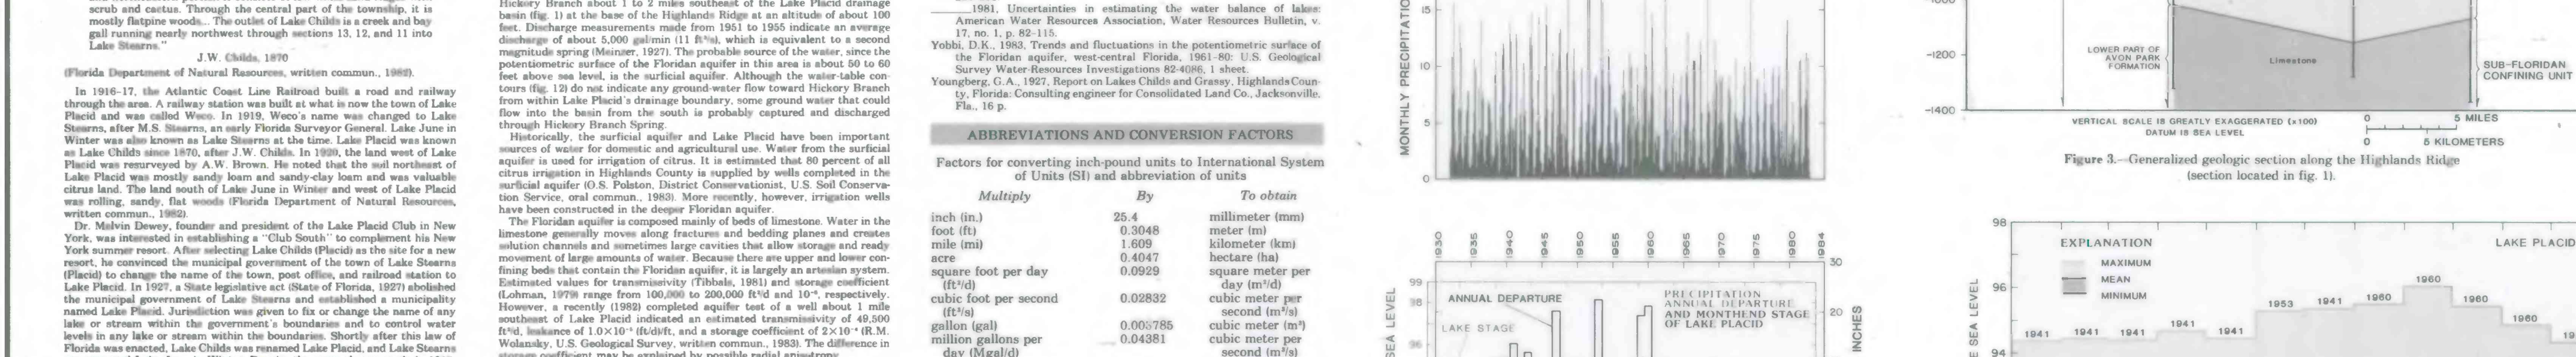 scrub and cactus. Through the central part of the township, it is
mostly flatpine woods... The outlet of Lake Childs is a creek and bay
gall running nearly northwest through sections 13, 12, and 11 into
Lake Stearns."
J.W. Childs, 1870
(Florida Department of Natural Resources, written commun., 1982).
In 1916-17, the Atlantic Coast Line Railroad built a road and railway
through the area. A railway station was built at what is now the town of Lake
Placid and was called Weco. In 1919, Weco's name was changed to Lake
Stearns, after M.S. Stearns, an early Florida Surveyor General. Lake June in
Winter was also known as Lake Stearns at the time. Lake Placid was known
as Lake Childs since 1870, after J.W. Childs. In 1920, the land west of Lake
Placid was resurveyed by A.W. Brown. He noted that the soil northeast of
Lake Placid was mostly sandy loam and sandy-clay loam and was valuable
citrus land. The land south of Lake June in Winter and west of Lake Placid
was rolling, sandy, flat woods (Florida Department of Natural Resources,
written commun., 1982).
Dr. Melvin Dewey, founder and president of the Lake Placid Club in New
York, was interested in establishing a "Club South" to complement his New
York summer resort. After selecting Lake Childs (Placid) as the site for a new
resort, he convinced the municipal government of the town of Lake Stearns
(Placid) to change the name of the town, post office, and railroad station to
Lake Placid. In 1927, a State legislative act (State of Florida, 1927) abolished
the municipal government of Lake Stearns and established a municipality
named Lake Placid. Jurisdiction was given to fix or change the name of any
lake or stream within the government's boundaries and to control water
levels in any lake or stream within the boundaries. Shortly after this law of
Florida was enacted, Lake Childs was renamed Lake Placid, and Lake Stearns
Hickory Branch about 1 to 2 miles southeast of the Lake Placid drainage
basin (fig. 1) at the base of the Highlands Ridge at an altitude of about 100
feet. Discharge measurements made from 1951 to 1955 indicate an average
discharge of about 5,000 gal/min (11 ft³/s), which is equivalent to a second
magnitude spring (Meinzer, 1927). The probable source of the water, since the
potentiometric surface of the Floridan aquifer in this area is about 50 to 60
feet above sea level, is the surficial aquifer. Although the water-table con-
tours (fig. 12) do not indicate any ground-water flow toward Hickory Branch
from within Lake Placid's drainage boundary, some ground water that could
flow into the basin from the south is probably captured and discharged
through Hickory Branch Spring.
Historically, the surficial aquifer and Lake Placid have been important
sources of water for domestic and agricultural use. Water from the surficial
aquifer is used for irrigation of citrus. It is estimated that 80 percent of all
citrus irrigation in Highlands County is supplied by wells completed in the
surficial aquifer (O.S. Polston, District Conservationist, U.S. Soil Conserva-
tion Service, oral commun., 1983). More recently, however, irrigation wells
have been constructed in the deeper Floridan aquifer.
The Floridan aquifer is composed mainly of beds of limestone. Water in the
limestone generally moves along fractures and bedding planes and creates
solution channels and sometimes large cavities that allow storage and ready
movement of large amounts of water. Because there are upper and lower con-
fining beds that contain the Floridan aquifer, it is largely an artesian system.
Estimated values for transmissivity (Tibbals, 1981) and storage coefficient
(Lohman, 1979) range from 100,000 to 200,000 ft²/d and 10⁻³, respectively.
However, a recently (1982) completed aquifer test of a well about 1 mile
southeast of Lake Placid indicated an estimated transmissivity of 49,500
ft²/d, leakance of 1.0×10⁻⁵ (ft/d)/ft, and a storage coefficient of 2×10⁻⁴ (R.M.
Wolansky, U.S. Geological Survey, written commun., 1983). The difference in
storage coefficient may be explained by possible radial anisotropy.
1981, Uncertainties in estimating the water balance of lakes:
American Water Resources Association, Water Resources Bulletin, v.
17, no. 1, p. 82-115.
Yobbi, D.K., 1983, Trends and fluctuations in the potentiometric surface of
the Floridan aquifer, west-central Florida, 1961-80: U.S. Geological
Survey Water-Resources Investigations 82-4086, 1 sheet.
Youngberg, G.A., 1927, Report on Lakes Childs and Grassy, Highlands Coun-
ty, Florida: Consulting engineer for Consolidated Land Co., Jacksonville,
Fla., 16 p.
ABBREVIATIONS AND CONVERSION FACTORS
Factors for converting inch-pound units to International System
of Units (SI) and abbreviation of units
Multiply By To obtain
inch (in.) 25.4 millimeter (mm)
foot (ft) 0.3048 meter (m)
mile (mi) 1.609 kilometer (km)
acre 0.4047 hectare (ha)
square foot per day 0.0929 square meter per
(ft²/d) day (m²/d)
cubic foot per second 0.02832 cubic meter per
(ft³/s) second (m³/s)
gallon (gal) 0.003785 cubic meter (m³)
million gallons per 0.04381 cubic meter per
day (Mgal/d) second (m³/s)
MONTHLY PRECIPITATIO
15
10
5
0
1930 1935 1940 1945 1950 1955 1960 1965 1970 1975 1980 1984
99
98
96
30
20
ANNUAL DEPARTURE
LAKE STAGE
PRECIPITATION
ANNUAL DEPARTURE
AND MONTHEND STAGE
OF LAKE PLACID
SEA LEVEL
INCHES
-1200
-1400
LOWER PART OF
AVON PARK
FORMATION
Limestone
SUB-FLORIDAN
CONFINING UNIT
VERTICAL SCALE IS GREATLY EXAGGERATED (x100)
DATUM IS SEA LEVEL
0 5 MILES
0 5 KILOMETERS
Figure 3.—Generalized geologic section along the Highlands Ridge
(section located in fig. 1).
98
96
94
E SEA LEVEL
EXPLANATION
MAXIMUM
MEAN
MINIMUM
LAKE PLACID
1941 1941 1941 1941 1941 1953 1941 1960 1960 1960 1960